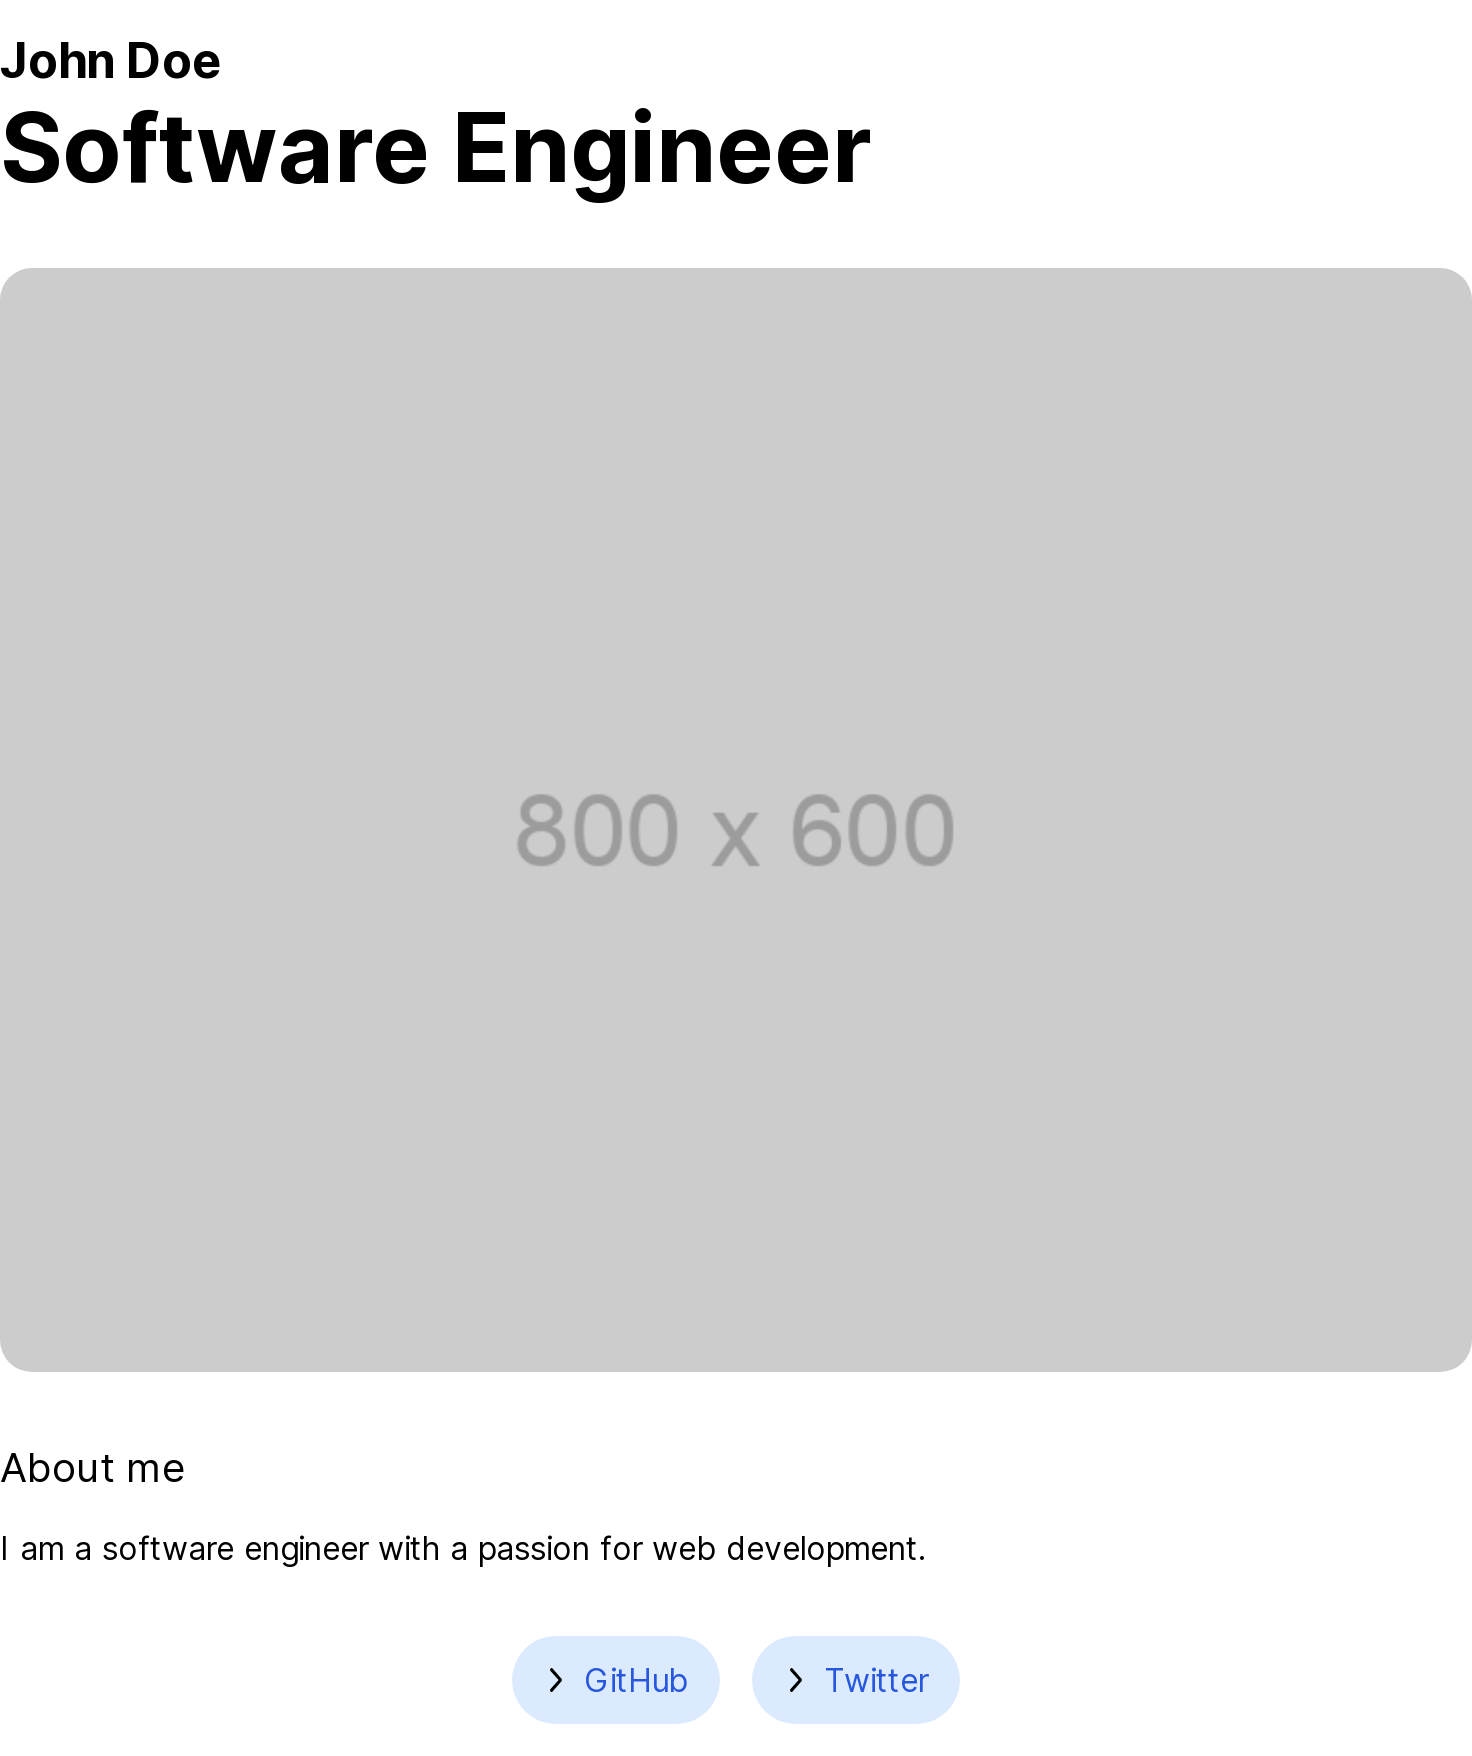 John Doe
Software Engineer
800 x 600
About me
I am a software engineer with a passion for web development.
GitHub
Twitter